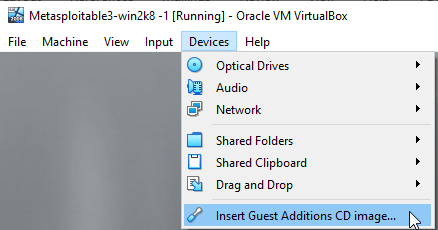 Metasploitable3-win2k8 -1 [Running] - Oracle VM VirtualBox
File Machine View Input Devices Help
Optical Drives
Audio
Network
Shared Folders
Shared Clipboard
Drag and Drop
Insert Guest Additions CD image...